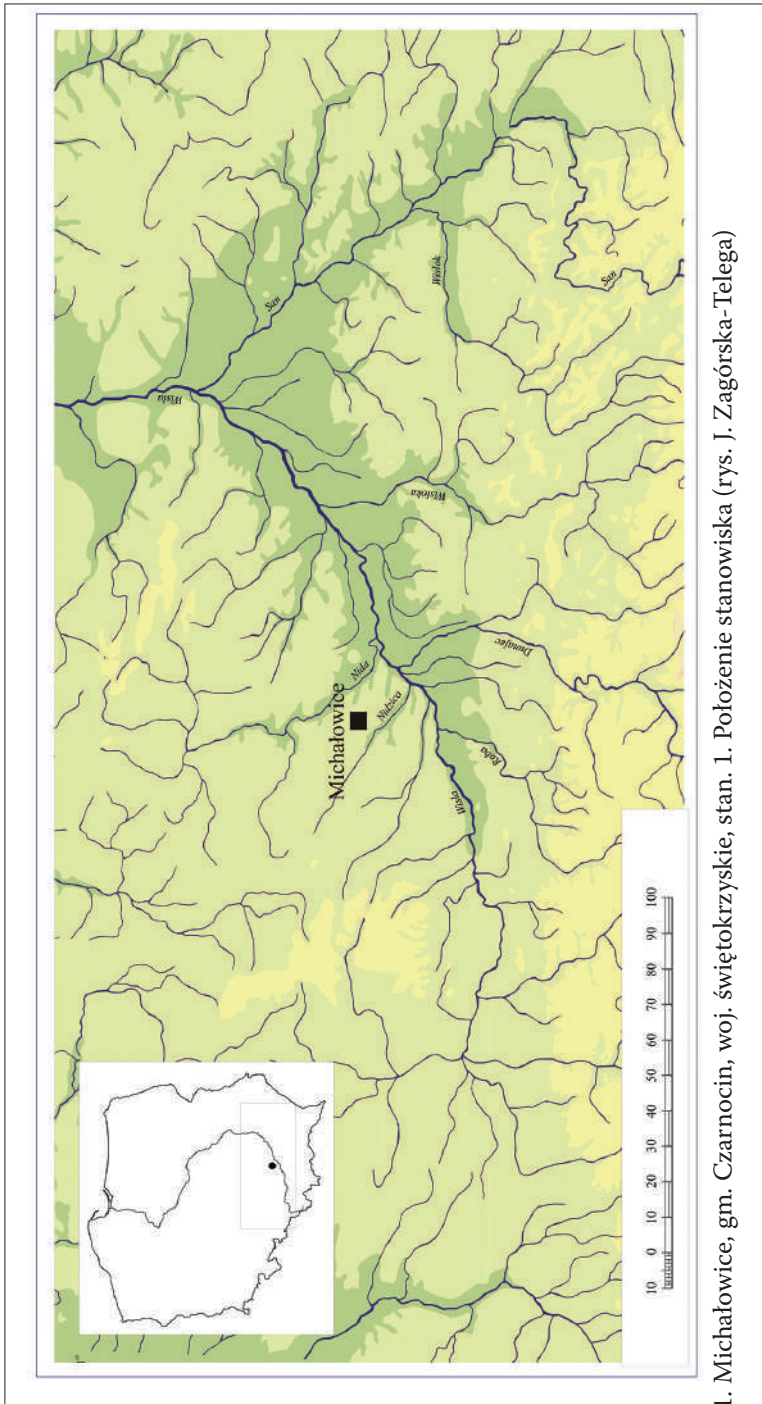 Wisła
San
San
Wisłok
Wisłoka
Nida
Nidzica
Michałowice
Dunajec
Raba
Wisła
10 0 10 20 30 40 50 60 70 80 90 100
1. Michałowice, gm. Czarnocin, woj. świętokrzyskie, stan. 1. Położenie stanowiska (rys. J. Zagórska-Telega)